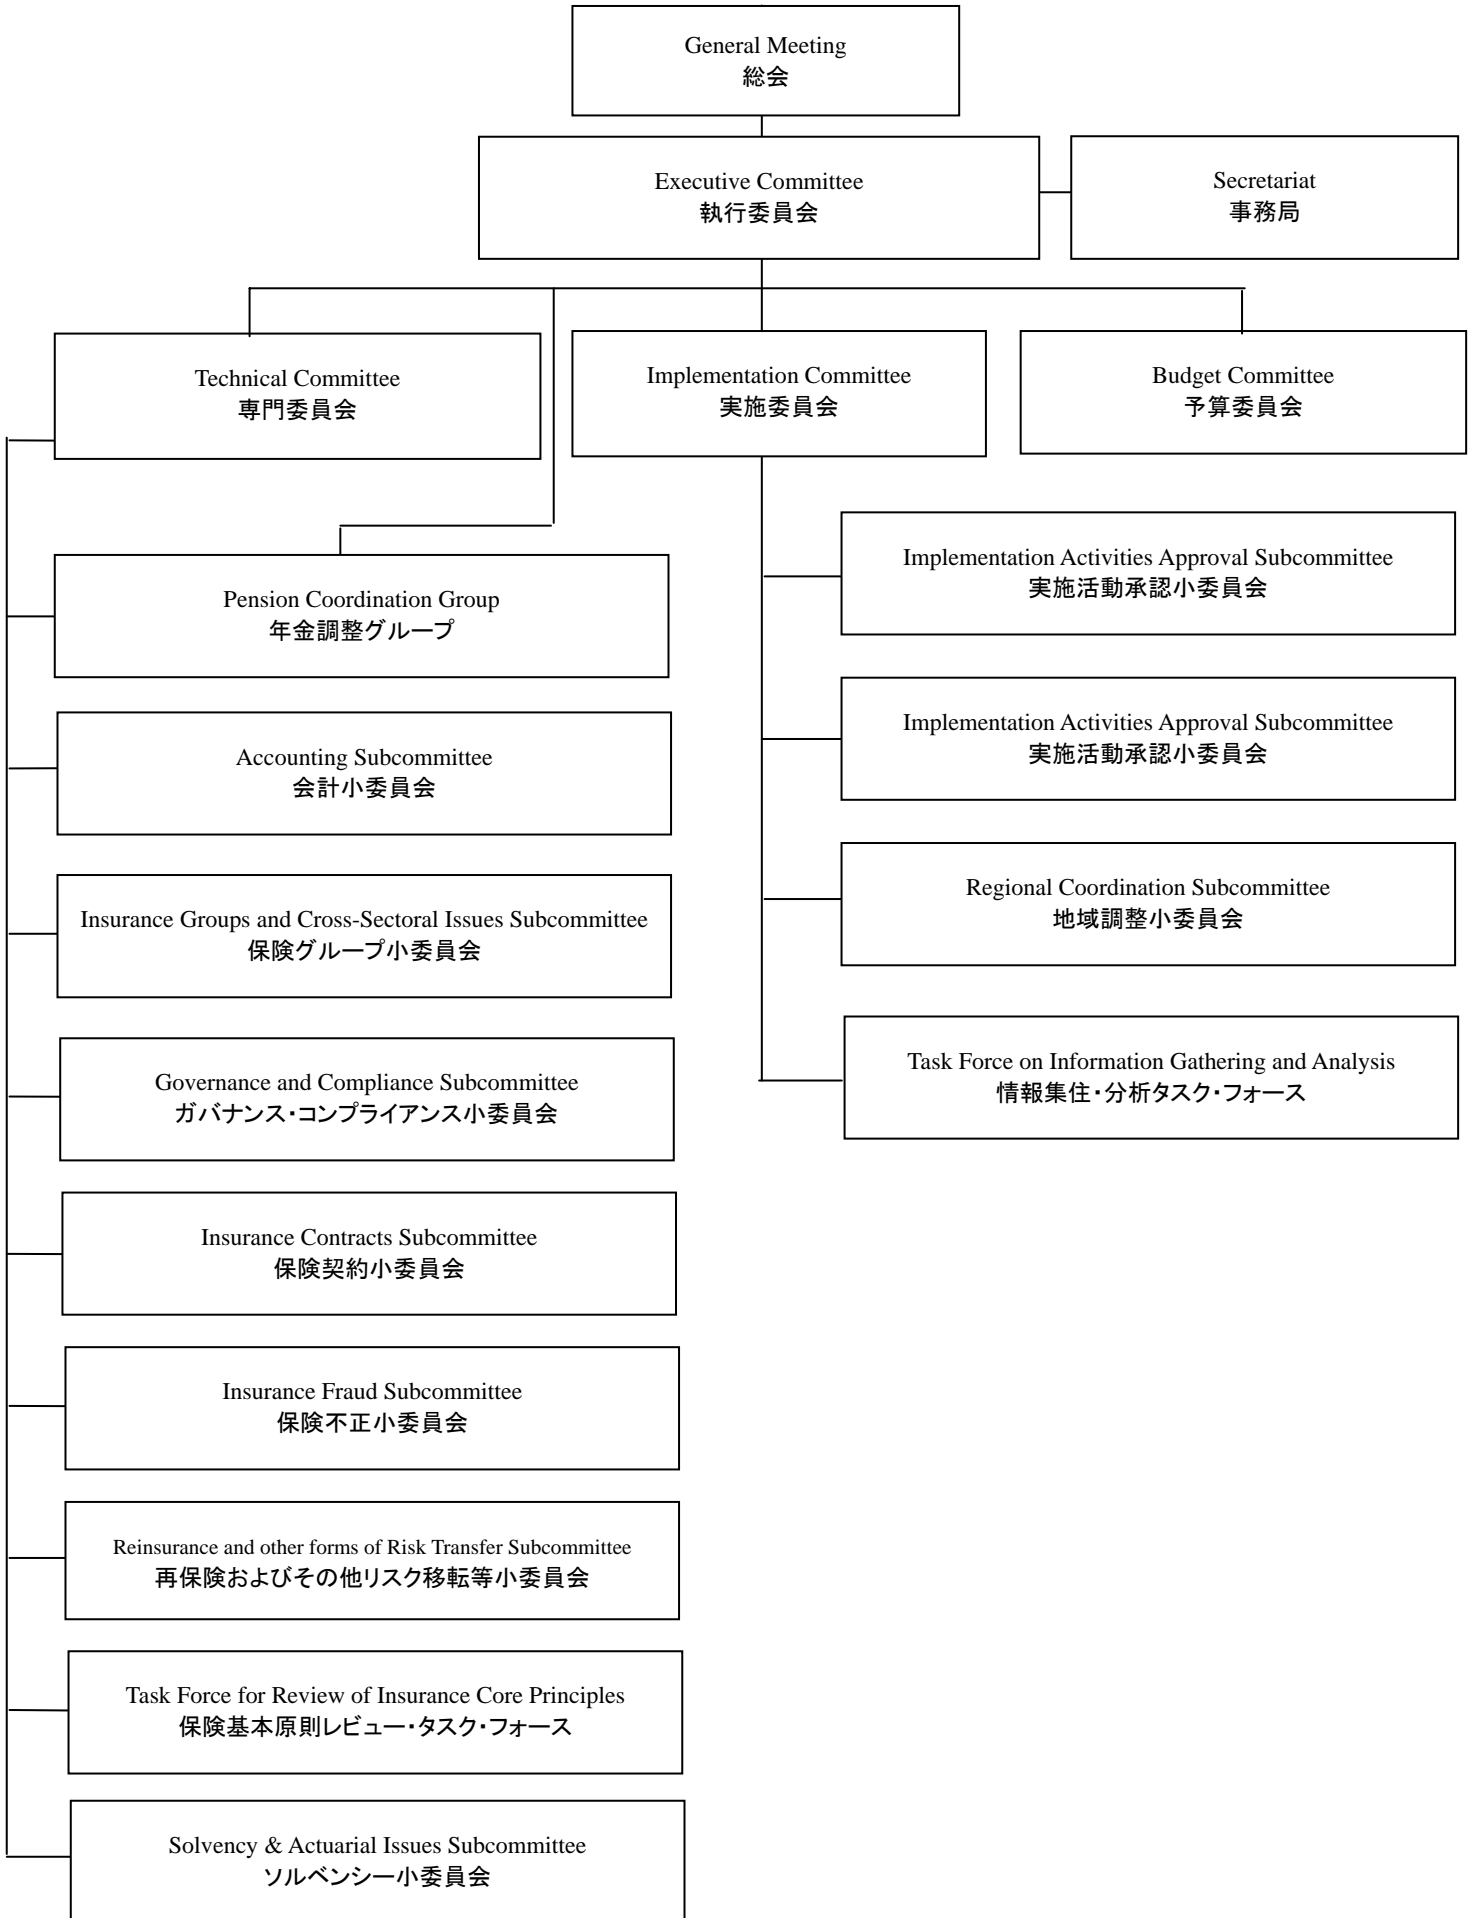 General Meeting
総会
Executive Committee
執行委員会
Secretariat
事務局
Technical Committee
専門委員会
Implementation Committee
実施委員会
Budget Committee
予算委員会
Pension Coordination Group
年金調整グループ
Accounting Subcommittee
会計小委員会
Insurance Groups and Cross-Sectoral Issues Subcommittee
保険グループ小委員会
Governance and Compliance Subcommittee
ガバナンス・コンプライアンス小委員会
Insurance Contracts Subcommittee
保険契約小委員会
Insurance Fraud Subcommittee
保険不正小委員会
Reinsurance and other forms of Risk Transfer Subcommittee
再保険およびその他リスク移転等小委員会
Task Force for Review of Insurance Core Principles
保険基本原則レビュー・タスク・フォース
Solvency & Actuarial Issues Subcommittee
ソルベンシー小委員会
Implementation Activities Approval Subcommittee
実施活動承認小委員会
Implementation Activities Approval Subcommittee
実施活動承認小委員会
Regional Coordination Subcommittee
地域調整小委員会
Task Force on Information Gathering and Analysis
情報集住・分析タスク・フォース